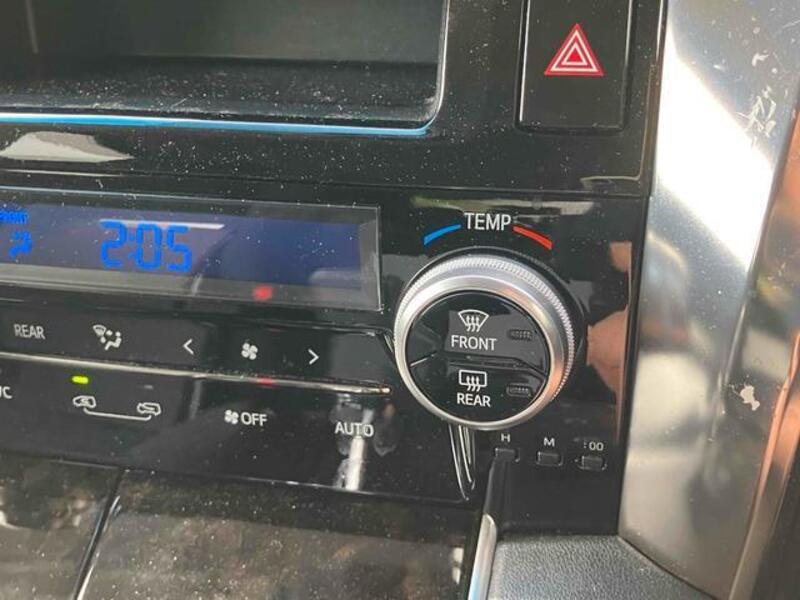 TEMP
2:05
FRONT
REAR
REAR
OFF
AUTO
H M :00